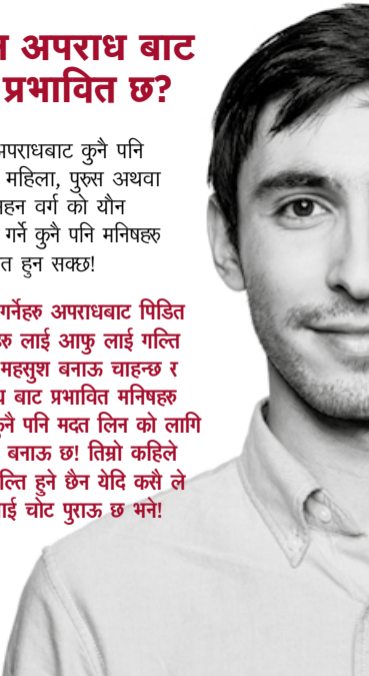 अपराध बाट
प्रभावित छ?
अपराधबाट कुनै पनि
महिला, पुरुस अथवा
वर्ग को यौन
गर्ने कुनै पनि मनिषहरु
हुन सक्छ!
गर्नेहरु अपराधबाट पिडित
लाई आफु लाई गल्ति
महसुश बनाऊ चाहन्छ र
बाट प्रभावित मनिषहरु
पनि मदत लिन को लागि
बनाऊ छ! तिम्रो कहिले
हुने छैन येदि कसै ले
चोट पुराऊ छ भने!